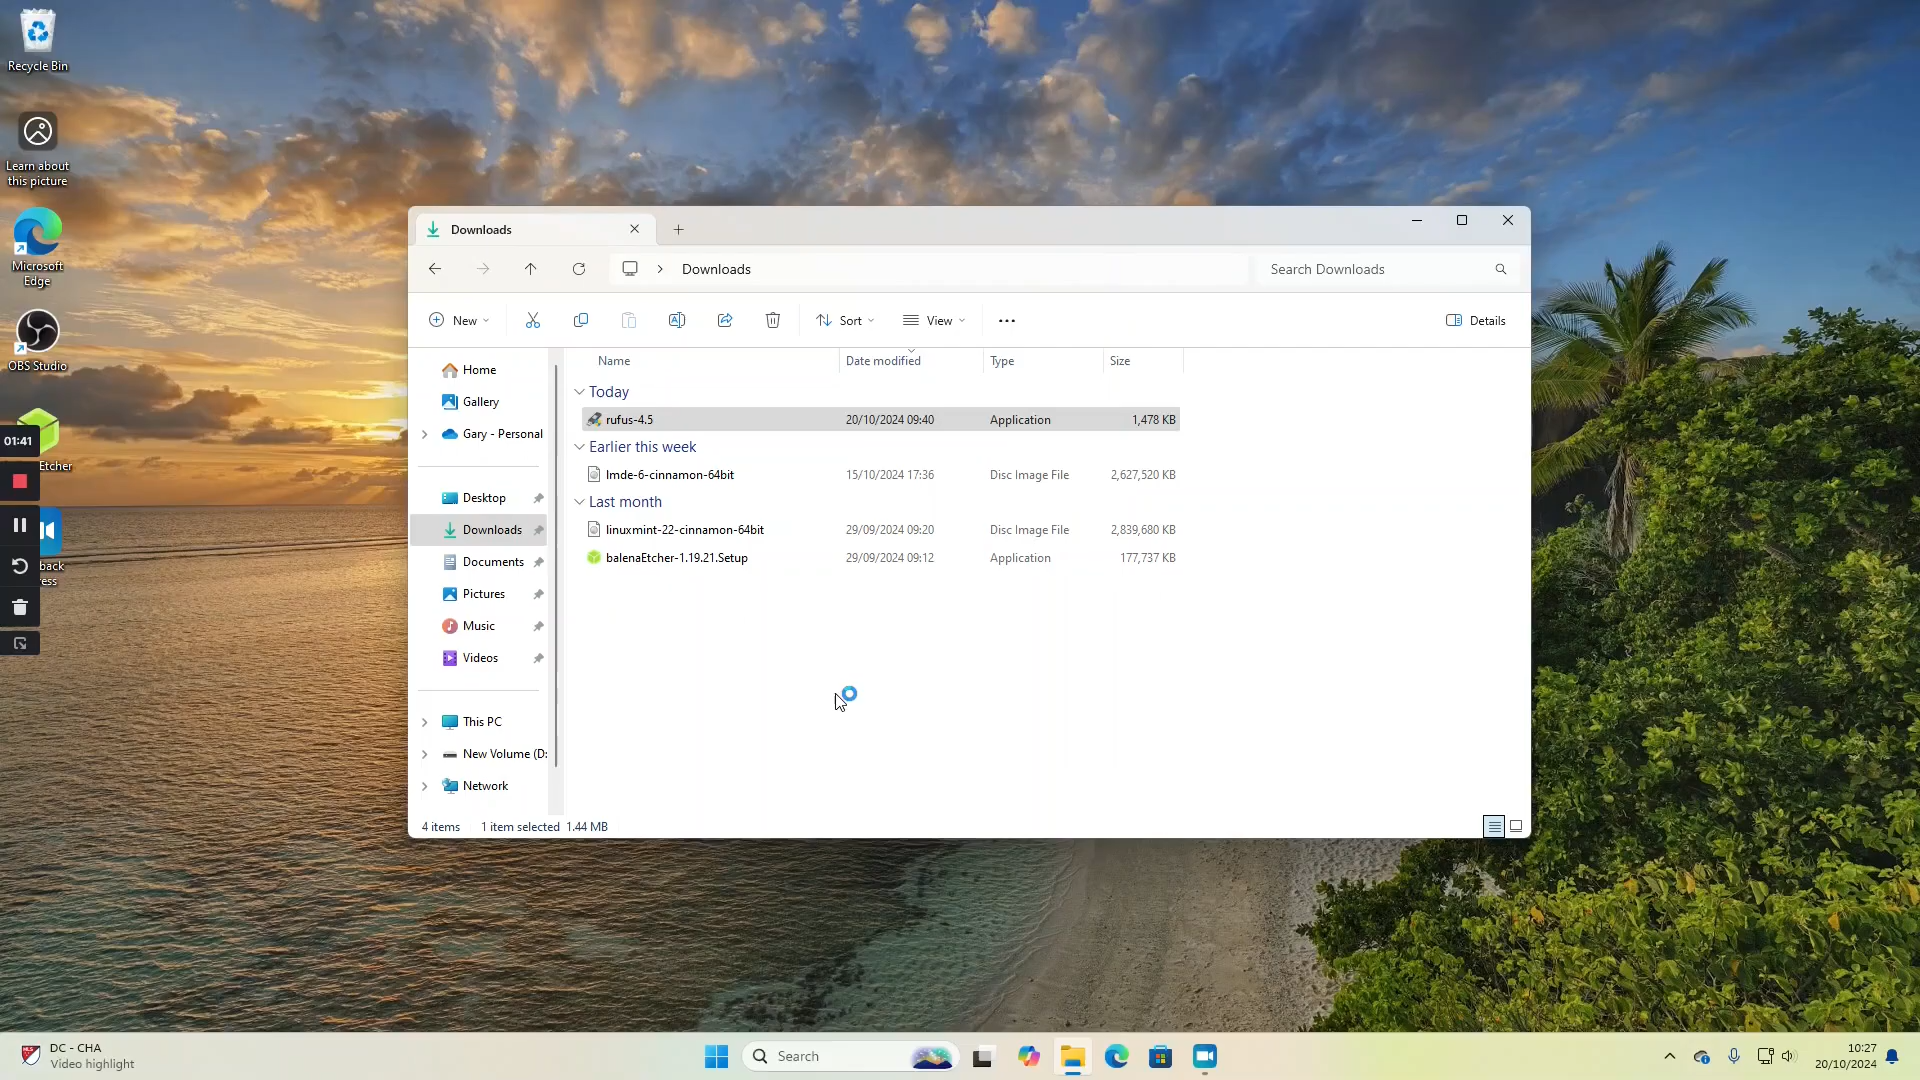 Recycle Bin
Learn about
this picture
Microsoft
Edge
OBS Studio
01:41
Etcher
back
ess
Downloads
Downloads
Search Downloads
New
Sort
View
Details
Name
Date modified
Type
Size
Home
Gallery
Gary - Personal
Desktop
Downloads
Documents
Pictures
Music
Videos
This PC
New Volume (D:
Network
Today
rufus-4.5 20/10/2024 09:40 Application 1,478 KB
Earlier this week
lmde-6-cinnamon-64bit 15/10/2024 17:36 Disc Image File 2,627,520 KB
Last month
linuxmint-22-cinnamon-64bit 29/09/2024 09:20 Disc Image File 2,839,680 KB
balenaEtcher-1.19.21.Setup 29/09/2024 09:12 Application 177,737 KB
4 items 1 item selected 1.44 MB
DC - CHA
Video highlight
Search
10:27
20/10/2024